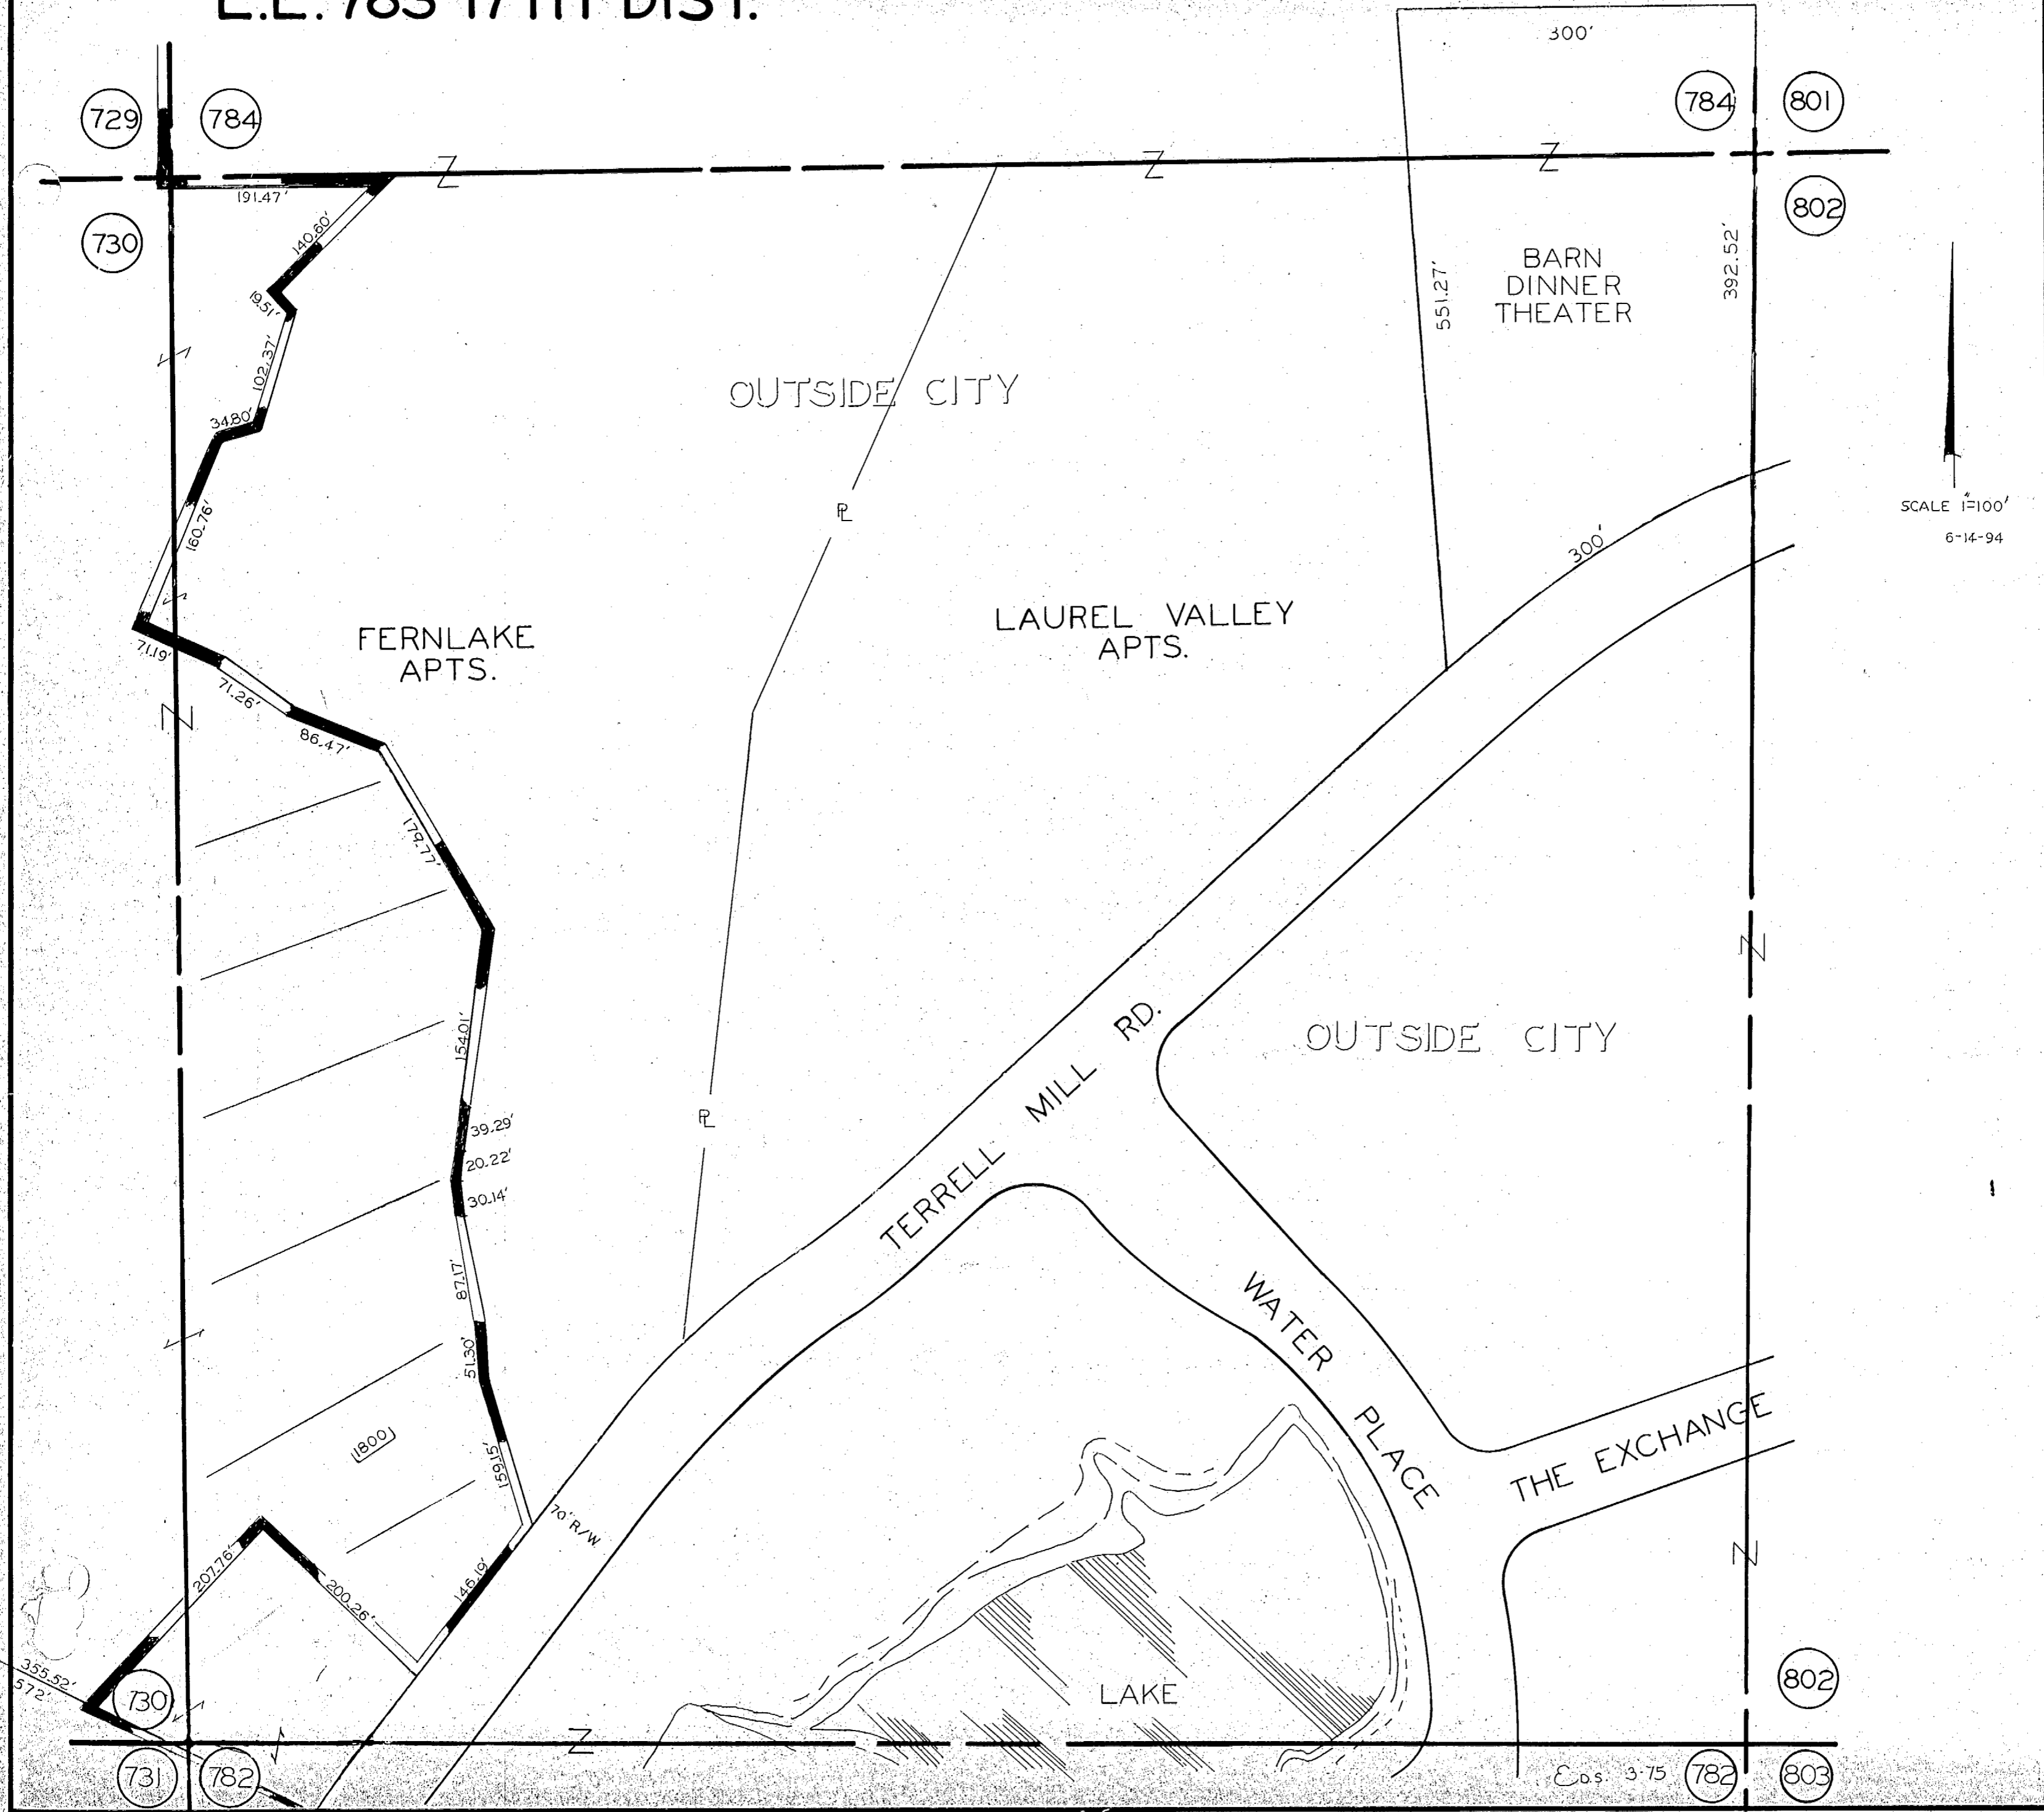 L.L. 783 17TH DIST.
300'
729
784
784
801
191.47'
730
802
140.60'
19.51'
102.37'
34.80'
160.76'
71.19'
71.26'
86.47'
179.77'
154.01'
39.29'
20.22'
30.14'
87.17'
51.30'
159.15'
146.19'
200.26'
207.76'
355.52'
572'
1800
70' R/W
OUTSIDE CITY
FERNLAKE
APTS.
PL
PL
LAUREL VALLEY
APTS.
551.27'
BARN
DINNER
THEATER
392.52'
300'
SCALE 1"=100'
6-14-94
OUTSIDE CITY
TERRELL MILL RD.
WATER PLACE
THE EXCHANGE
LAKE
730
802
731
782
E.D.S. 3-75
782
803